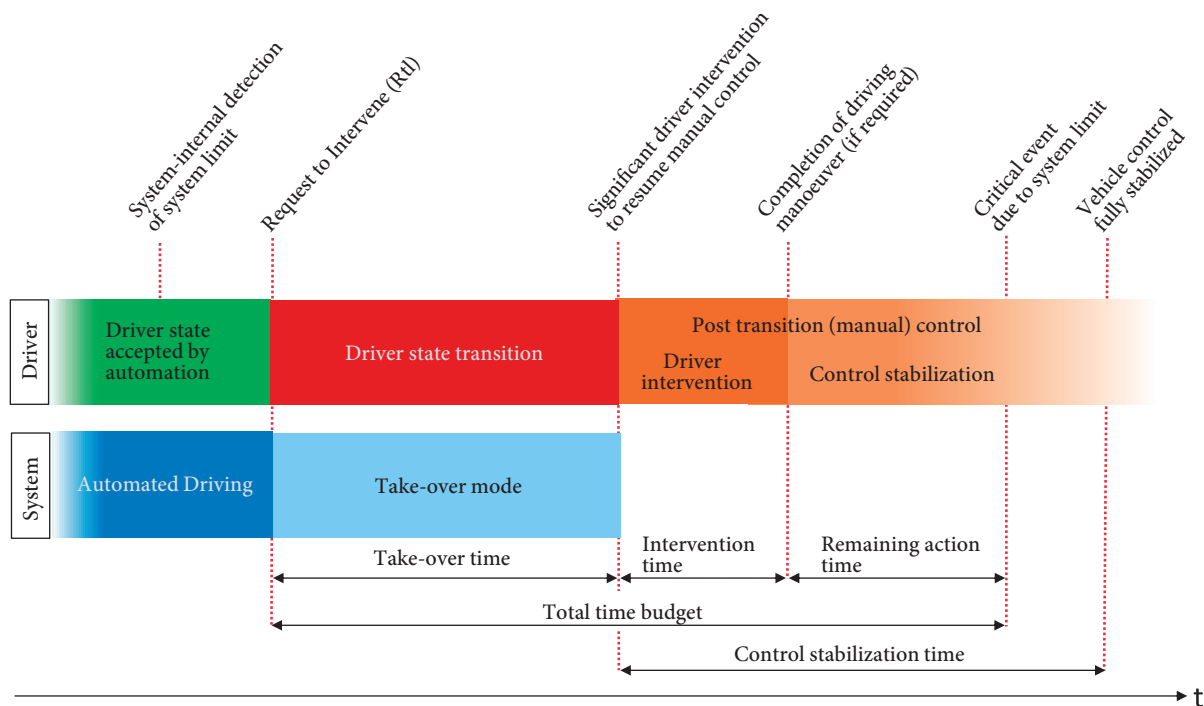 System-internal detection
of system limit
Request to Intervene (RtI)
Significant driver intervention
to resume manual control
Completion of driving
manoeuver (if required)
Critical event
due to system limit
Vehicle control
fully stabilized
Driver
Driver state
accepted by
automation
Driver state transition
Post transition (manual) control
Driver
intervention
Control stabilization
System
Automated Driving
Take-over mode
Take-over time
Intervention
time
Remaining action
time
Total time budget
Control stabilization time
t